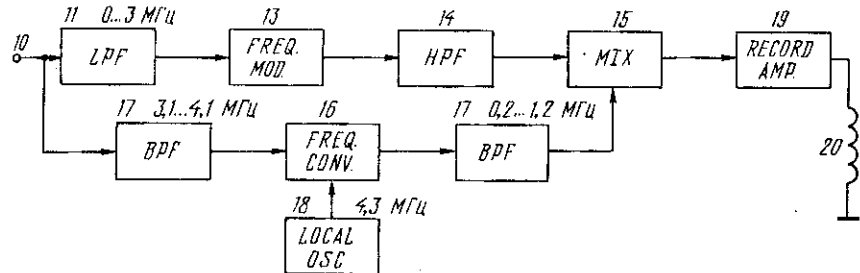 10
11 0...3 МГц
LPF
13
FREQ.
MOD.
14
HPF
15
MIX
19
RECORD
AMP.
20
17 3,1...4,1 МГц
BPF
16
FREQ.
CONV.
17 0,2...1,2 МГц
BPF
18 4,3 МГц
LOCAL
OSC